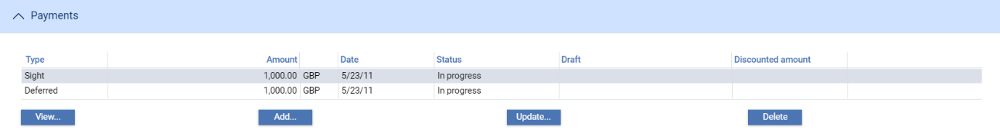 Payments
Type Amount Date Status Draft Discounted amount
Sight 1,000.00 GBP 5/23/11 In progress
Deferred 1,000.00 GBP 5/23/11 In progress
View... Add... Update... Delete